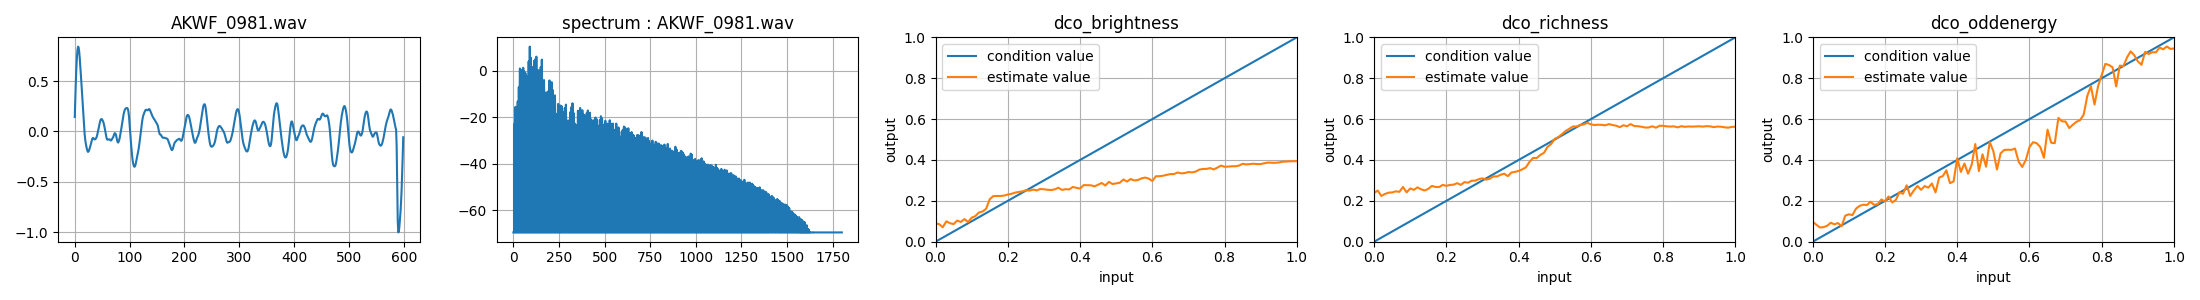 AKWF_0981.wav
0.5
0.0
−0.5
−1.0
0 100 200 300 400 500 600
spectrum : AKWF_0981.wav
0
−20
−40
−60
0 250 500 750 1000 1250 1500 1750
dco_brightness
condition value
estimate value
output
1.0
0.8
0.6
0.4
0.2
0.0
0.0 0.2 0.4 0.6 0.8 1.0
input
dco_richness
condition value
estimate value
output
1.0
0.8
0.6
0.4
0.2
0.0
0.0 0.2 0.4 0.6 0.8 1.0
input
dco_oddenergy
condition value
estimate value
output
1.0
0.8
0.6
0.4
0.2
0.0
0.0 0.2 0.4 0.6 0.8 1.0
input